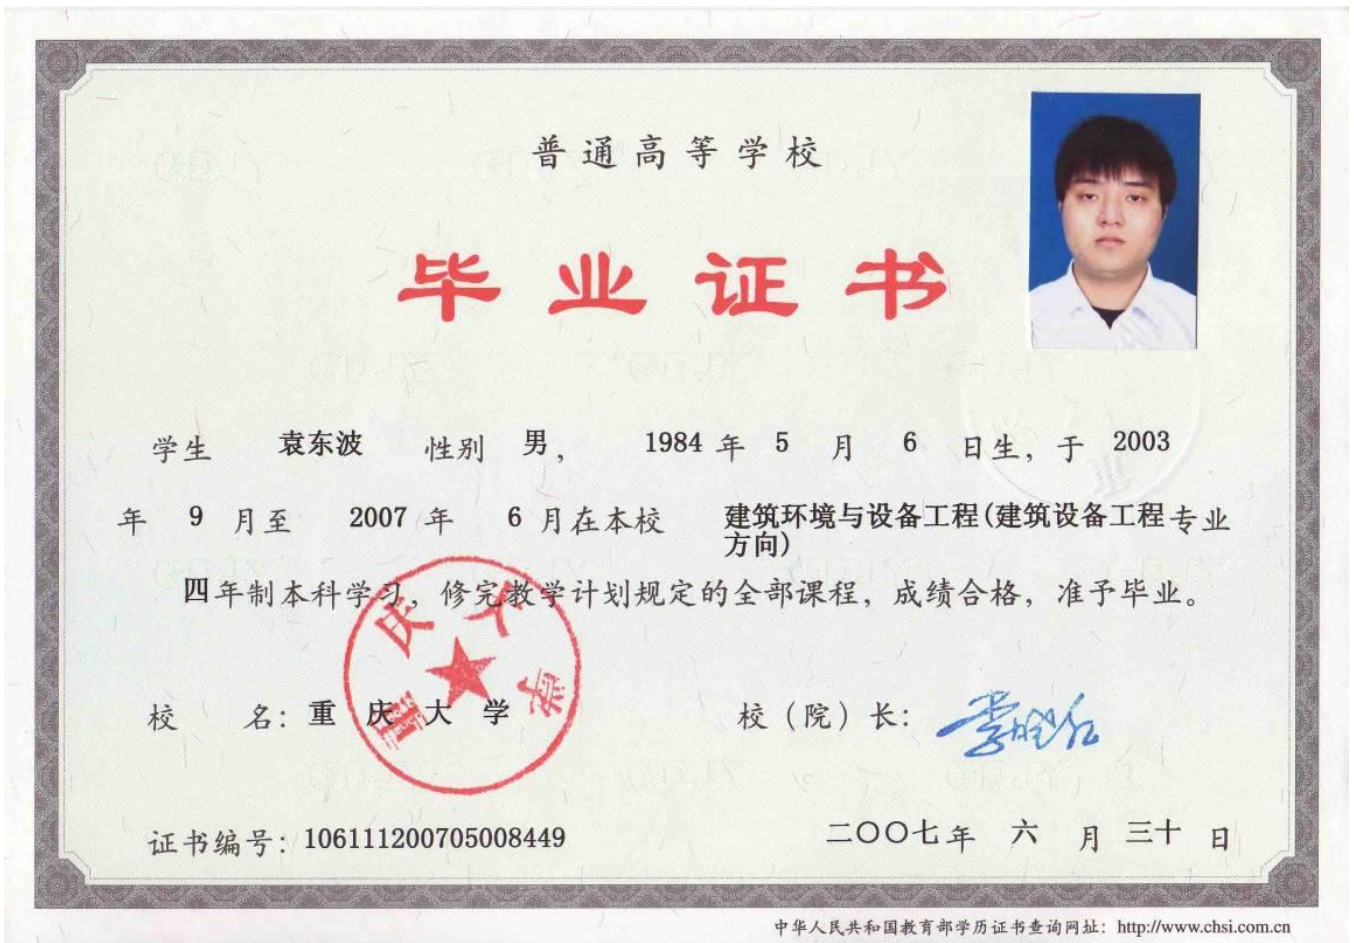 普通高等学校
毕业证书
学生 袁东波 性别 男， 1984 年 5 月 6 日生，于 2003
年 9 月至 2007 年 6 月在本校 建筑环境与设备工程(建筑设备工程专业
方向)
四年制本科学习，修完教学计划规定的全部课程，成绩合格，准予毕业。
重庆大学
校 名：重庆大学 校（院）长：
证书编号：106111200705008449 二〇〇七年 六 月 三十 日
中华人民共和国教育部学历证书查询网址：http://www.chsi.com.cn